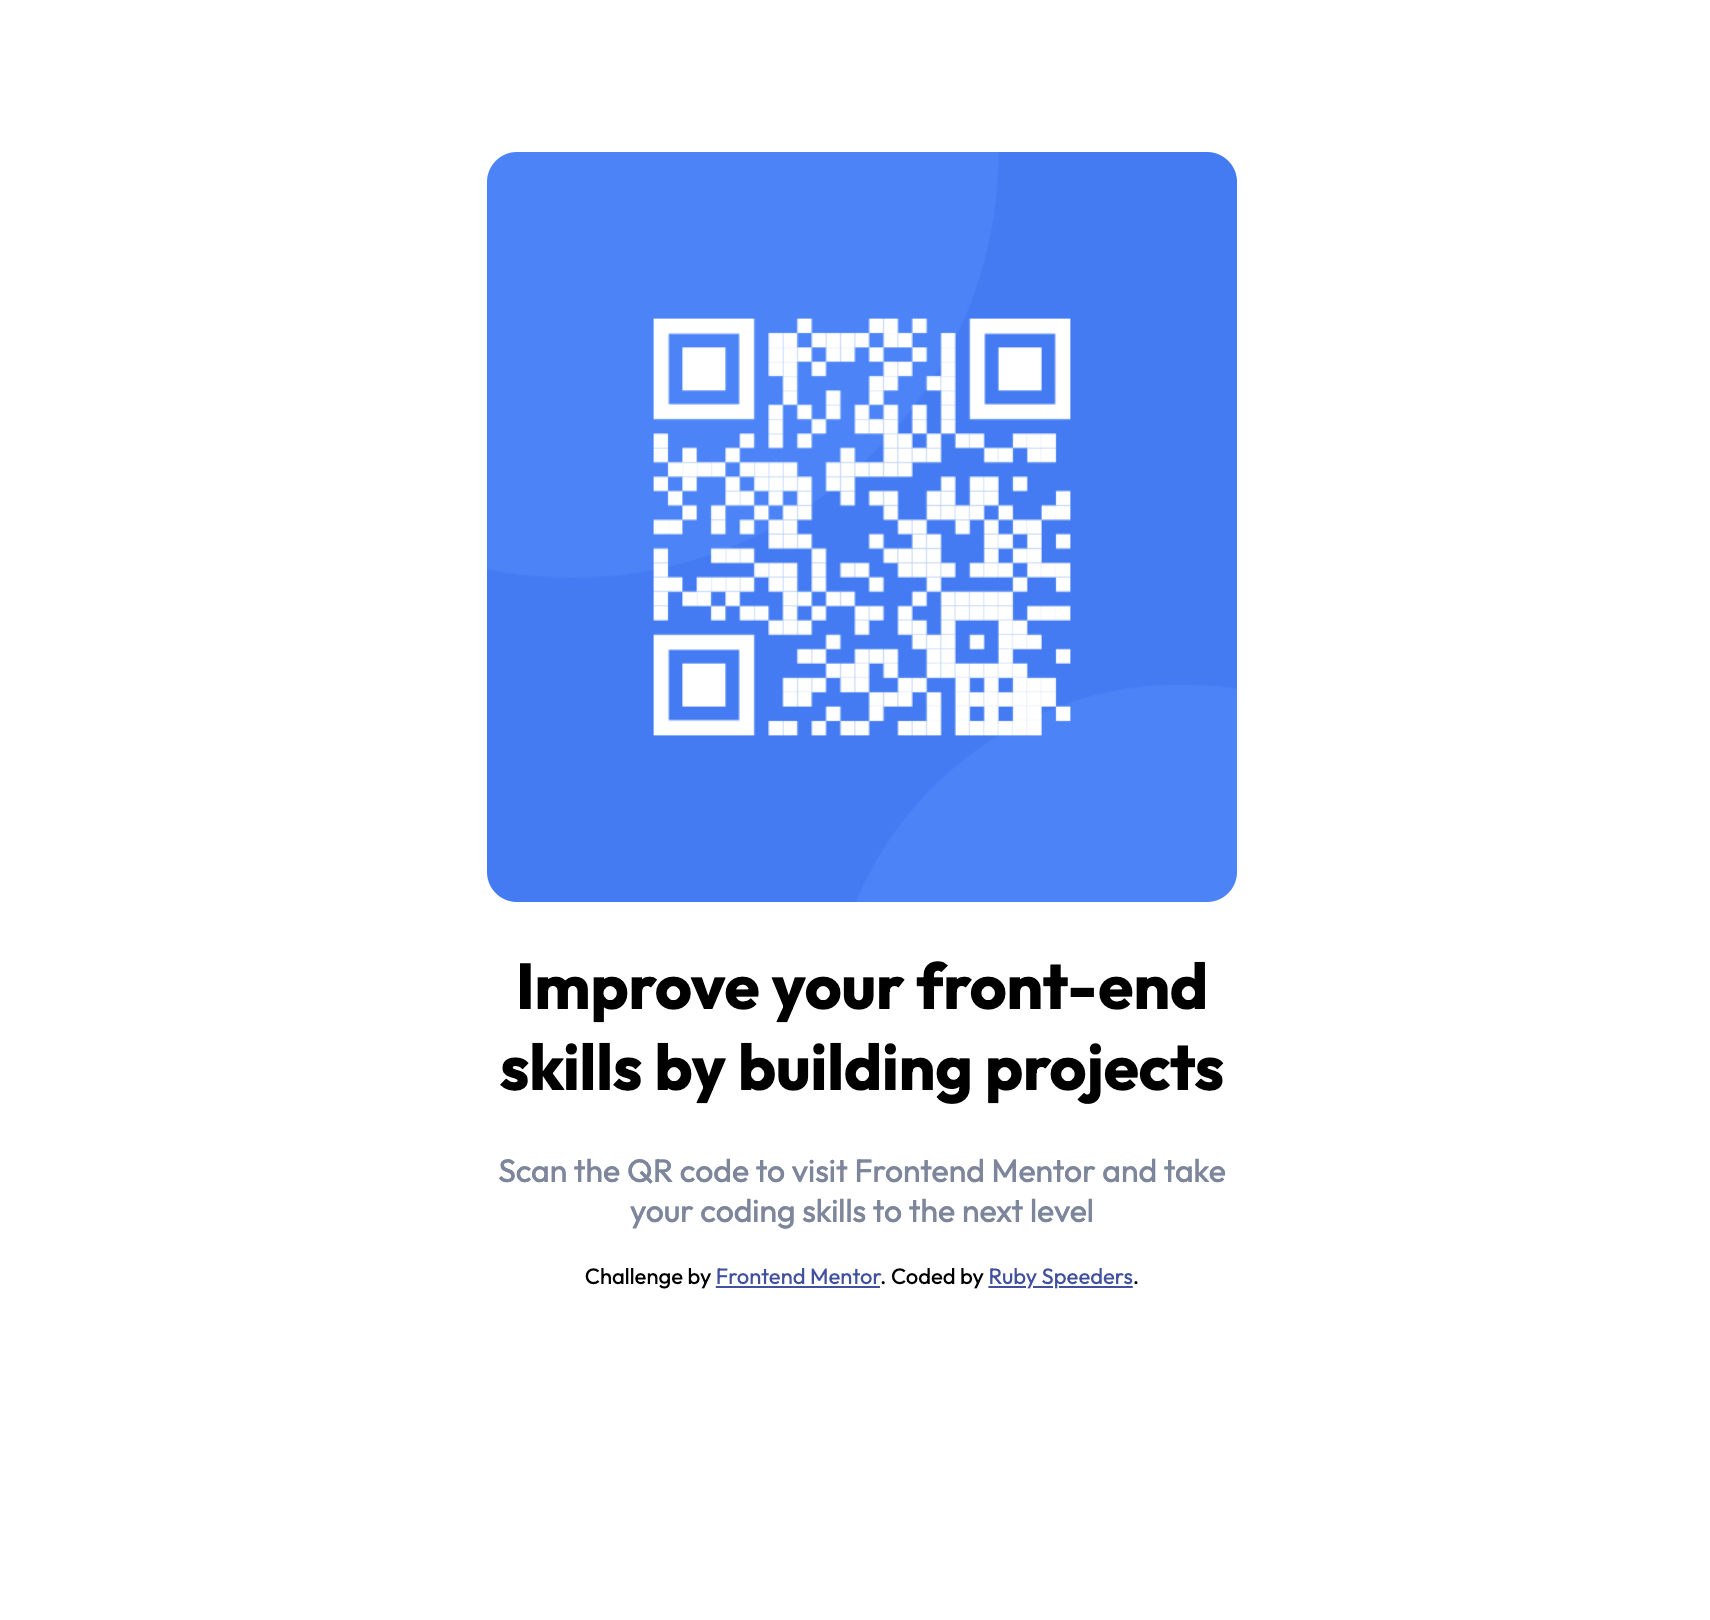 Improve your front-end
skills by building projects
Scan the QR code to visit Frontend Mentor and take
your coding skills to the next level
Challenge by Frontend Mentor. Coded by Ruby Speeders.